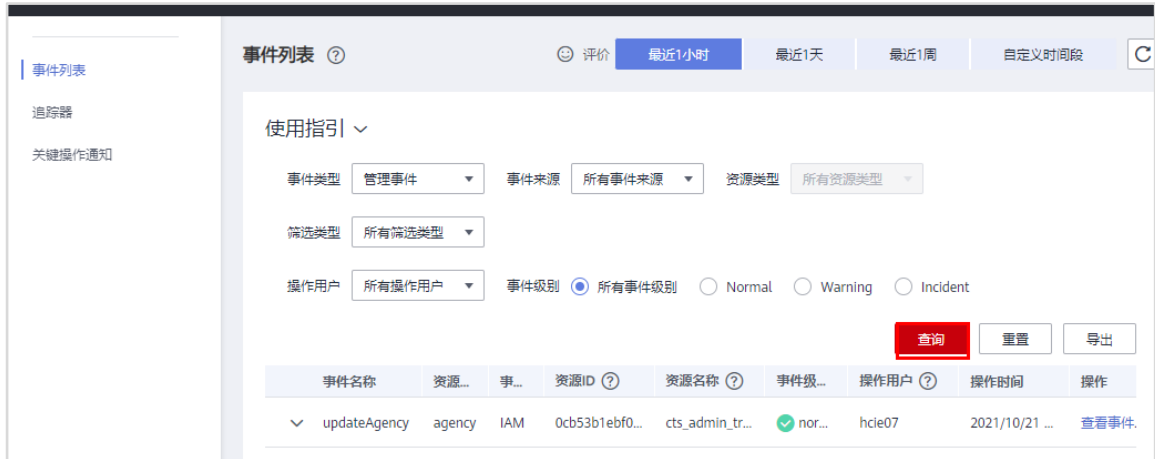 事件列表
追踪器
关键操作通知
事件列表 ? 评价 最近1小时 最近1天 最近1周 自定义时间段
使用指引
事件类型 管理事件 事件来源 所有事件来源 资源类型 所有资源类型
筛选类型 所有筛选类型
操作用户 所有操作用户 事件级别 所有事件级别 Normal Warning Incident
查询 重置 导出
事件名称 资源... 事... 资源ID ? 资源名称 ? 事件级... 操作用户 ? 操作时间 操作
updateAgency agency IAM 0cb53b1ebf0... cts_admin_tr... nor... hcie07 2021/10/21 ... 查看事件